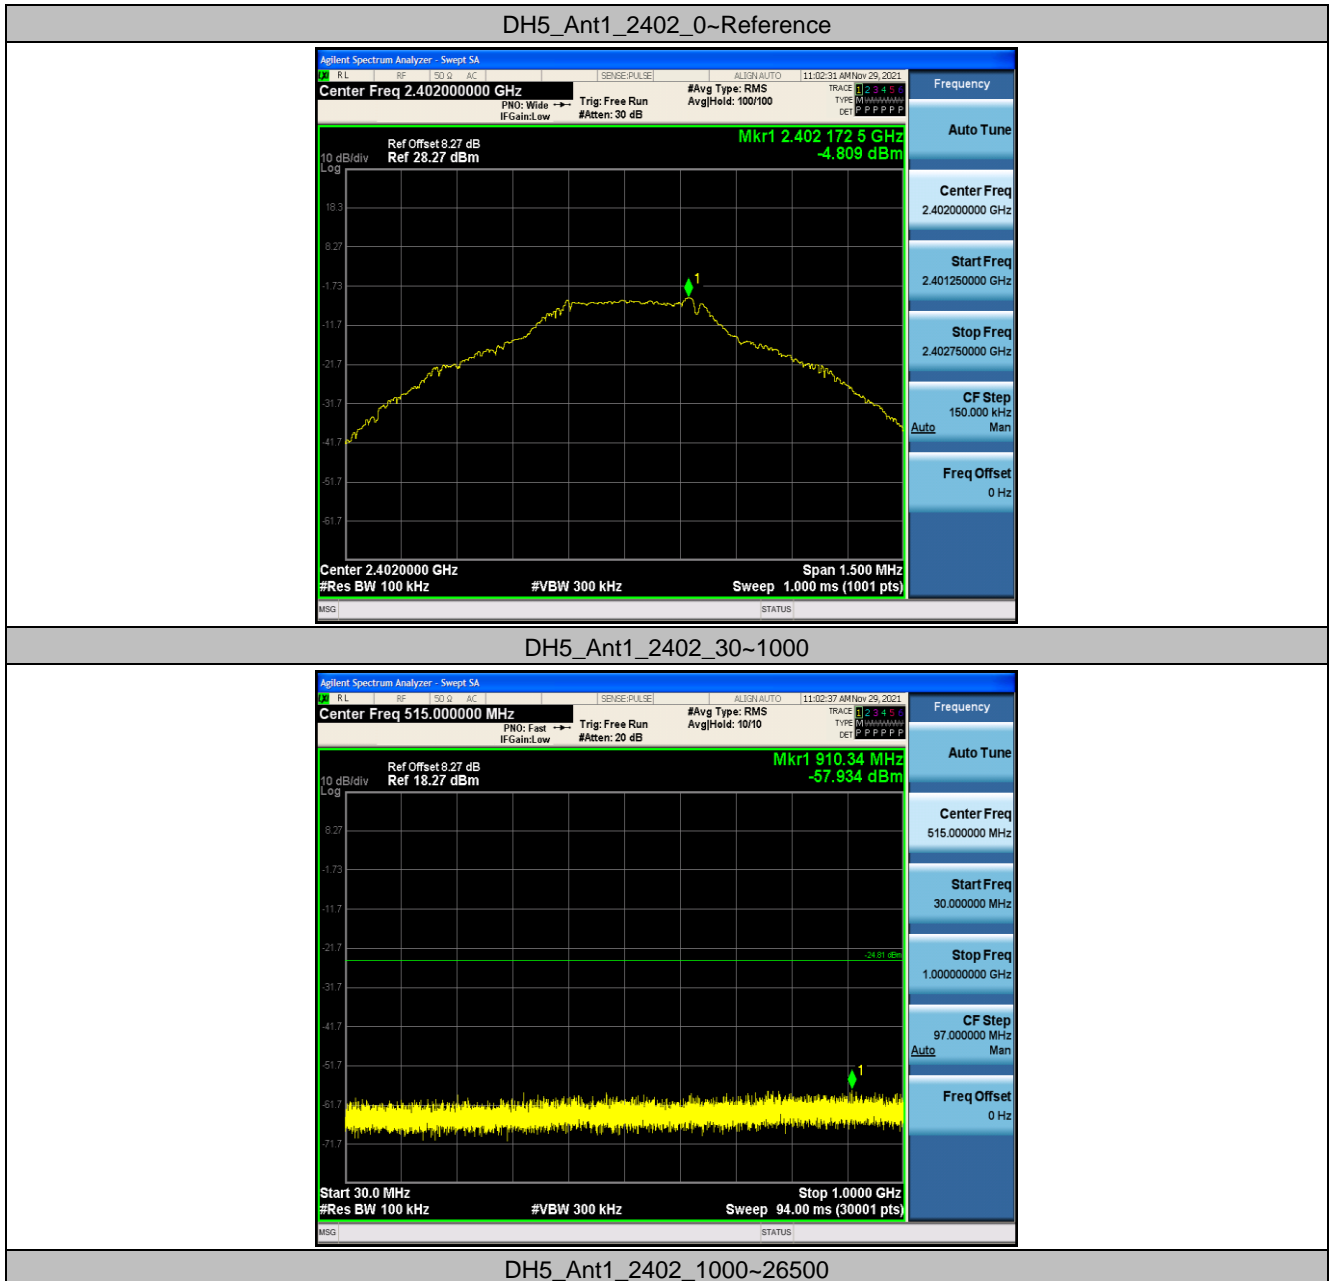 DH5_Ant1_2402_0~Reference
Agilent Spectrum Analyzer - Swept SA
RL RF 50 Ω AC SENSE:PULSE ALIGN AUTO 11:02:31 AM Nov 29, 2021
Center Freq 2.402000000 GHz
PNO: Wide
IFGain:Low
Trig: Free Run
#Atten: 30 dB
#Avg Type: RMS
Avg|Hold: 100/100
TRACE 1 2 3 4 5 6
TYPE M
DET P P P P P P
Ref Offset 8.27 dB
10 dB/div Ref 28.27 dBm
Log
Mkr1 2.402 172 5 GHz
-4.809 dBm
1
18.3
8.27
-1.73
-11.7
-21.7
-31.7
-41.7
-51.7
-61.7
Center 2.4020000 GHz Span 1.500 MHz
#Res BW 100 kHz #VBW 300 kHz Sweep 1.000 ms (1001 pts)
MSG STATUS
Frequency
Auto Tune
Center Freq
2.402000000 GHz
Start Freq
2.401250000 GHz
Stop Freq
2.402750000 GHz
CF Step
150.000 kHz
Auto Man
Freq Offset
0 Hz
DH5_Ant1_2402_30~1000
Agilent Spectrum Analyzer - Swept SA
RL RF 50 Ω AC SENSE:PULSE ALIGN AUTO 11:02:37 AM Nov 29, 2021
Center Freq 515.000000 MHz
PNO: Fast
IFGain:Low
Trig: Free Run
#Atten: 20 dB
#Avg Type: RMS
Avg|Hold: 10/10
TRACE 1 2 3 4 5 6
TYPE M
DET P P P P P P
Ref Offset 8.27 dB
10 dB/div Ref 18.27 dBm
Log
Mkr1 910.34 MHz
-57.934 dBm
8.27
-1.73
-11.7
-21.7
-24.81 dBm
-31.7
-41.7
-51.7
1
-61.7
-71.7
Start 30.0 MHz Stop 1.0000 GHz
#Res BW 100 kHz #VBW 300 kHz Sweep 94.00 ms (30001 pts)
MSG STATUS
Frequency
Auto Tune
Center Freq
515.000000 MHz
Start Freq
30.000000 MHz
Stop Freq
1.000000000 GHz
CF Step
97.000000 MHz
Auto Man
Freq Offset
0 Hz
DH5_Ant1_2402_1000~26500